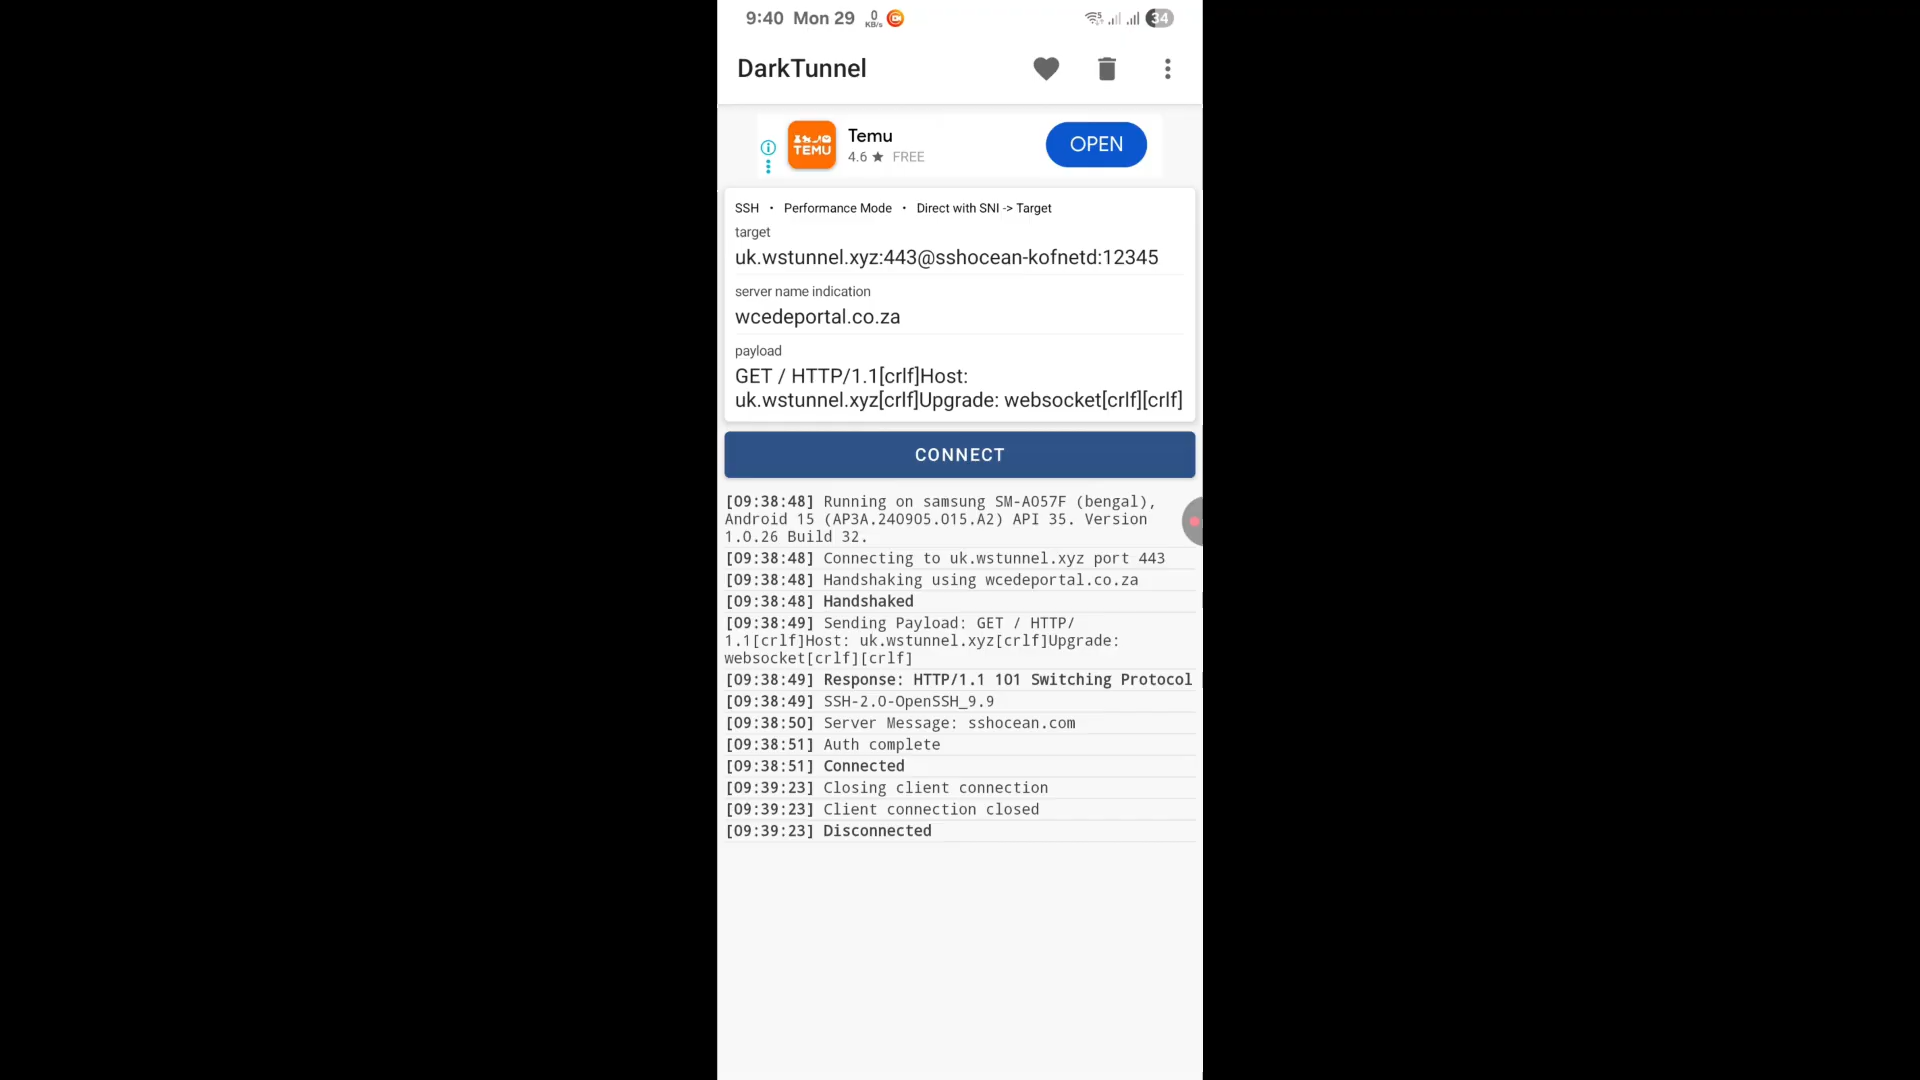 9:40 Mon 29 0 KB/s 34
DarkTunnel
TEMU
Temu
4.6 ★ FREE
OPEN
SSH • Performance Mode • Direct with SNI -> Target
target
uk.wstunnel.xyz:443@sshocean-kofnetd:12345
server name indication
wcedeportal.co.za
payload
GET / HTTP/1.1[crlf]Host:
uk.wstunnel.xyz[crlf]Upgrade: websocket[crlf][crlf]
CONNECT
[09:38:48] Running on samsung SM-A057F (bengal),
Android 15 (AP3A.240905.015.A2) API 35. Version
1.0.26 Build 32.
[09:38:48] Connecting to uk.wstunnel.xyz port 443
[09:38:48] Handshaking using wcedeportal.co.za
[09:38:48] Handshaked
[09:38:49] Sending Payload: GET / HTTP/
1.1[crlf]Host: uk.wstunnel.xyz[crlf]Upgrade:
websocket[crlf][crlf]
[09:38:49] Response: HTTP/1.1 101 Switching Protocol
[09:38:49] SSH-2.0-OpenSSH_9.9
[09:38:50] Server Message: sshocean.com
[09:38:51] Auth complete
[09:38:51] Connected
[09:39:23] Closing client connection
[09:39:23] Client connection closed
[09:39:23] Disconnected